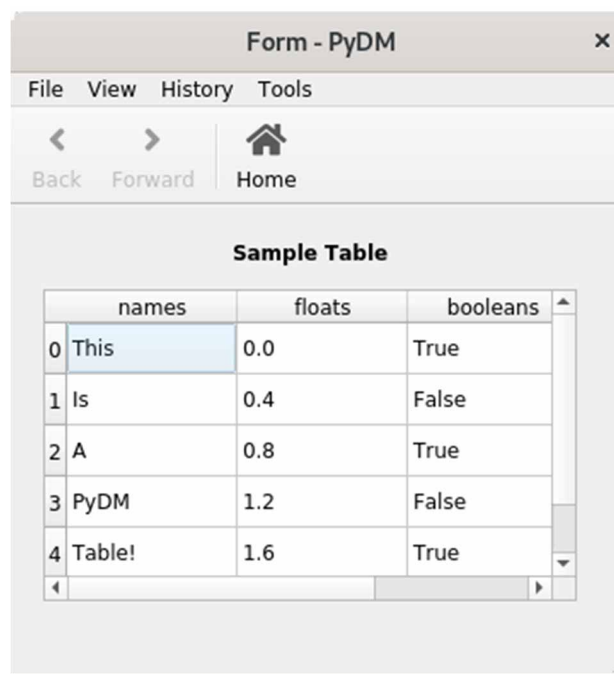 Form - PyDM ×
File View History Tools
Back Forward Home
Sample Table
names floats booleans
0 This 0.0 True
1 Is 0.4 False
2 A 0.8 True
3 PyDM 1.2 False
4 Table! 1.6 True